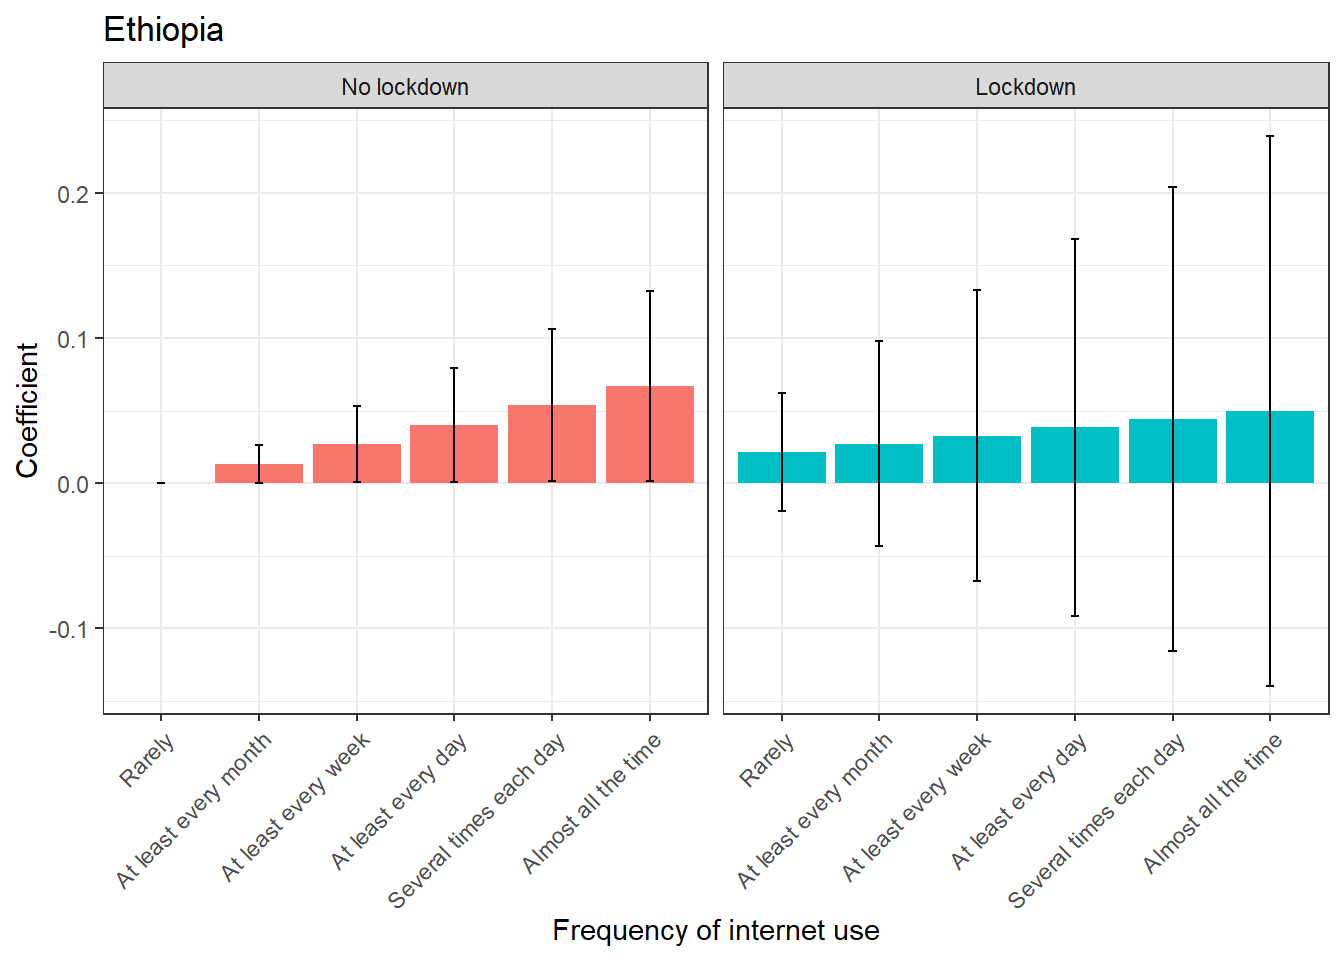 Ethiopia
No lockdown
Lockdown
Coefficient
0.2
0.1
0.0
-0.1
Rarely
At least every month
At least every week
At least every day
Several times each day
Almost all the time
Rarely
At least every month
At least every week
At least every day
Several times each day
Almost all the time
Frequency of internet use